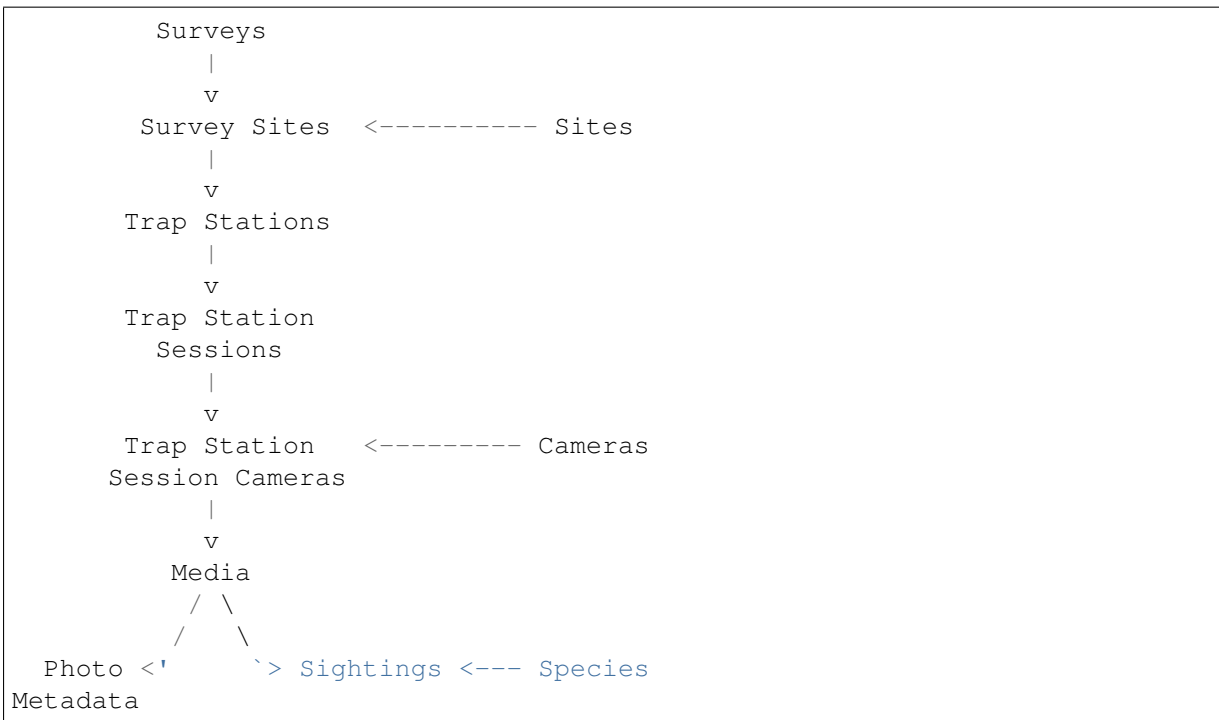 Surveys
             |
             v
         Survey Sites  <---------- Sites
             |
             v
        Trap Stations
             |
             v
        Trap Station
          Sessions
             |
             v
        Trap Station   <--------- Cameras
       Session Cameras
             |
             v
           Media
            / \
           /   \
   Photo <'     `> Sightings <--- Species
 Metadata